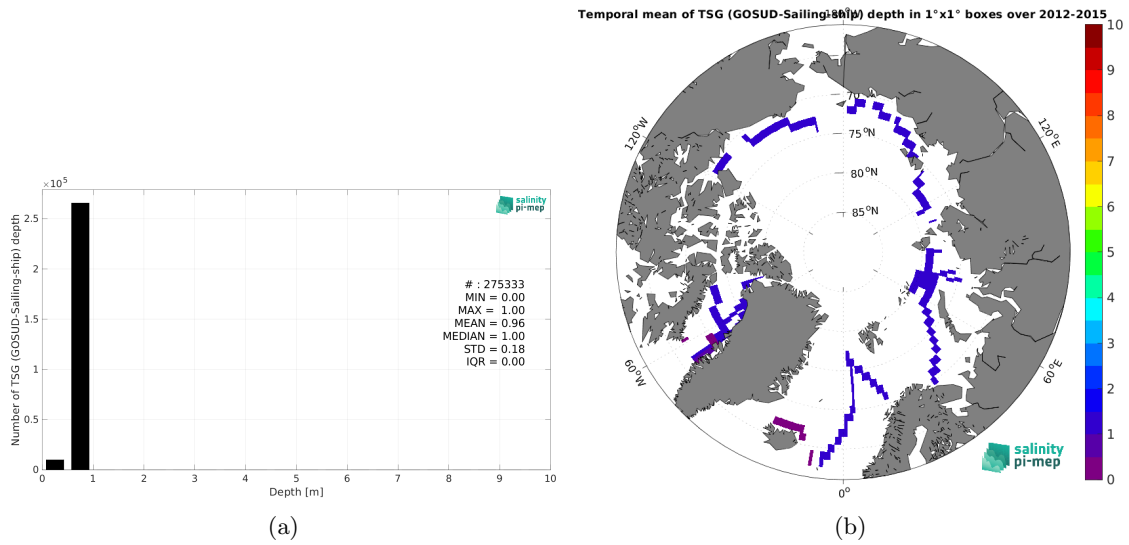 ×10⁵
2.5
2
1.5
1
0.5
0
0 1 2 3 4 5 6 7 8 9 10
Number of TSG (GOSUD-Sailing-ship) depth
Depth [m]
salinity
pi-mep
# : 275333
MIN = 0.00
MAX = 1.00
MEAN = 0.96
MEDIAN = 1.00
STD = 0.18
IQR = 0.00
(a)
Temporal mean of TSG (GOSUD-Sailing-ship) depth in 1°x1° boxes over 2012-2015
180°W
120°W
120°E
60°W
60°E
0°
70
75°N
80°N
85°N
10
9
8
7
6
5
4
3
2
1
0
salinity
pi-mep
(b)